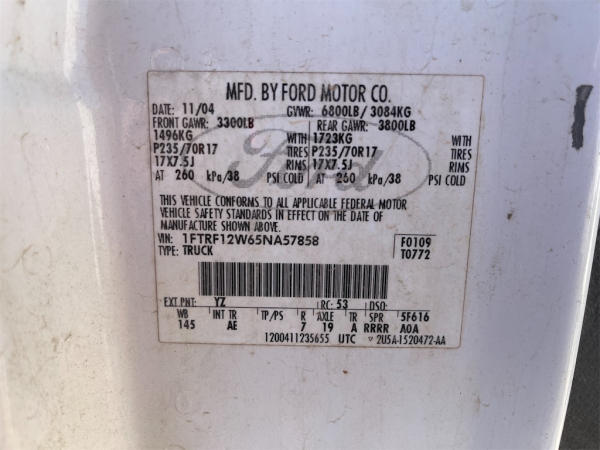 MFD. BY FORD MOTOR CO.
DATE: 11/04 GVWR: 6800LB/ 3084KG
FRONT GAWR: 3300LB REAR GAWR: 3800LB
1496KG WITH 1723KG WITH
P235/70R17 TIRES P235/70R17 TIRES
17X7.5J RIMS 17X7.5J RIMS
AT 260 kPa/38 PSI COLD AT 260 kPa/38 PSI COLD
THIS VEHICLE CONFORMS TO ALL APPLICABLE FEDERAL MOTOR
VEHICLE SAFETY STANDARDS IN EFFECT ON THE DATE OF
MANUFACTURE SHOWN ABOVE.
VIN: 1FTRF12W65NA57858 F0109
TYPE: TRUCK T0772
Ford
EXT PNT: YZ RC: 53 DSO:
WB INT TR TP/PS R AXLE TR SPR 5F616
145 AE 7 19 A RRRR A0A
1200411235655 UTC 2U5A-1520472-AA